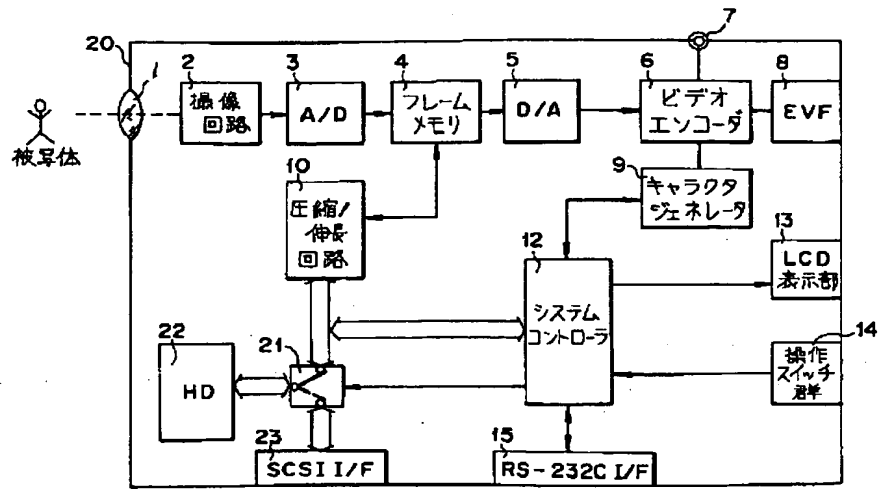 7
20
1
2
3
4
5
6
8
撮像
回路
A/D
フレーム
メモリ
D/A
ビデオ
エンコーダ
EVF
被写体
10
圧縮/
伸長
回路
9
キャラクタ
ジェネレータ
12
システム
コントローラ
13
LCD
表示部
14
操作
スイッチ
群
22
HD
21
23
SCSI I/F
15
RS-232C I/F